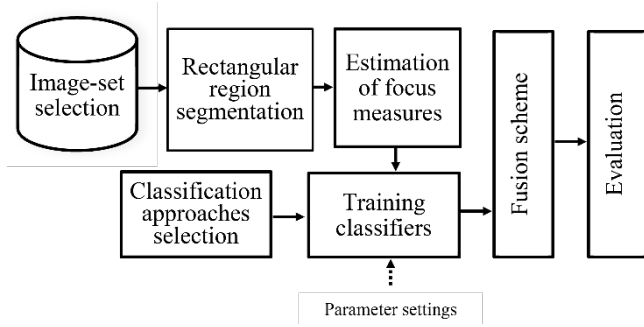 Image-set
selection
Rectangular
region
segmentation
Estimation
of focus
measures
Classification
approaches
selection
Training
classifiers
Parameter settings
Fusion scheme
Evaluation